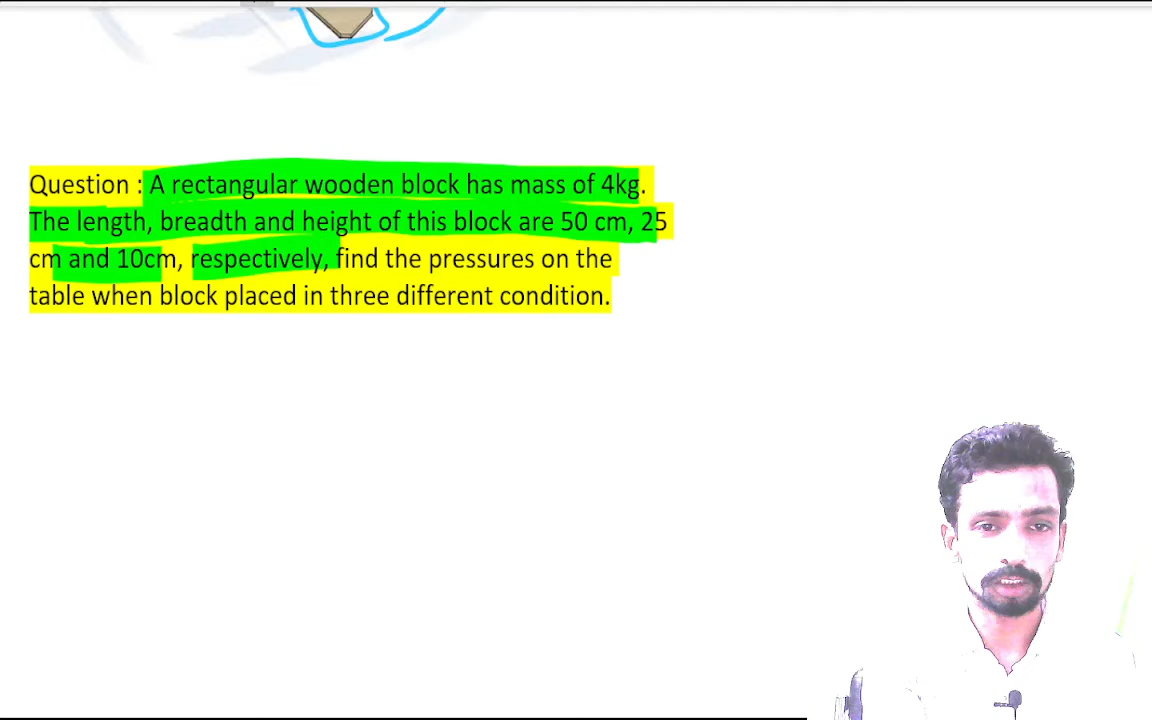 Question : A rectangular wooden block has mass of 4kg.
The length, breadth and height of this block are 50 cm, 25
cm and 10cm, respectively, find the pressures on the
table when block placed in three different condition.